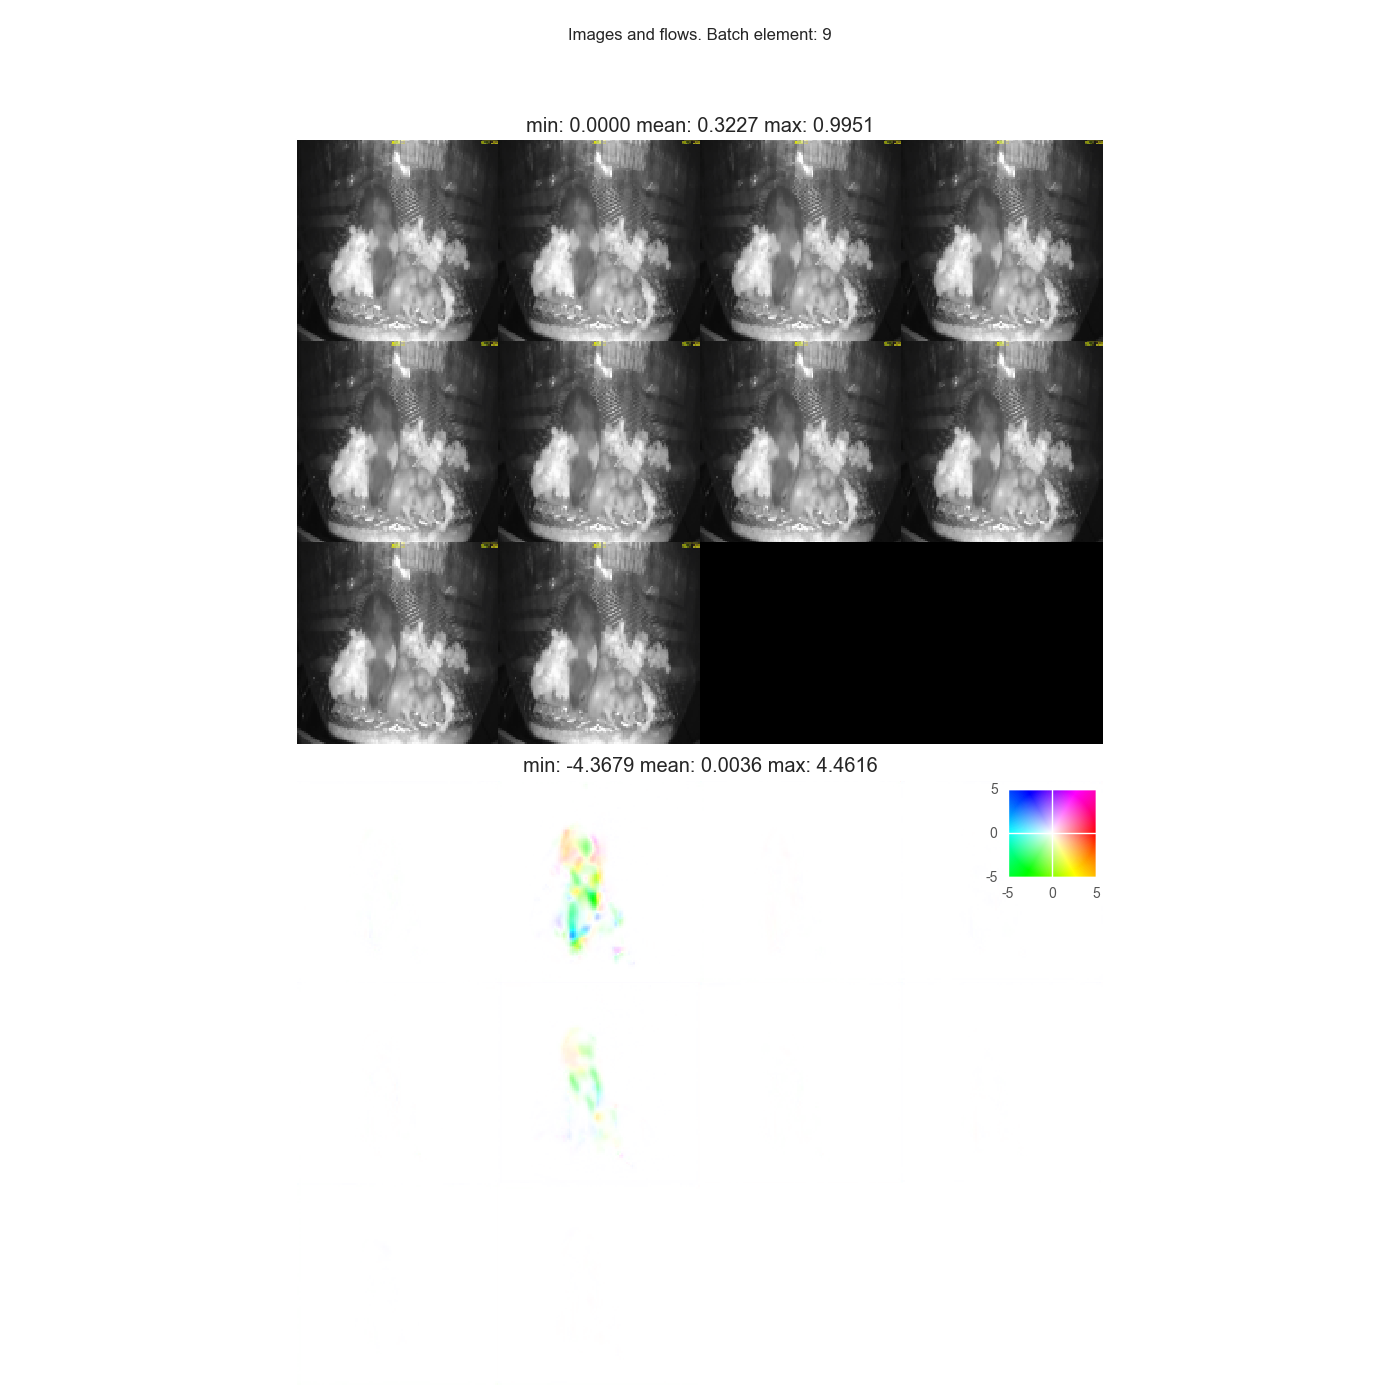 Images and flows. Batch element: 9
min: 0.0000 mean: 0.3227 max: 0.9951
min: -4.3679 mean: 0.0036 max: 4.4616
5
0
-5
-5 0 5